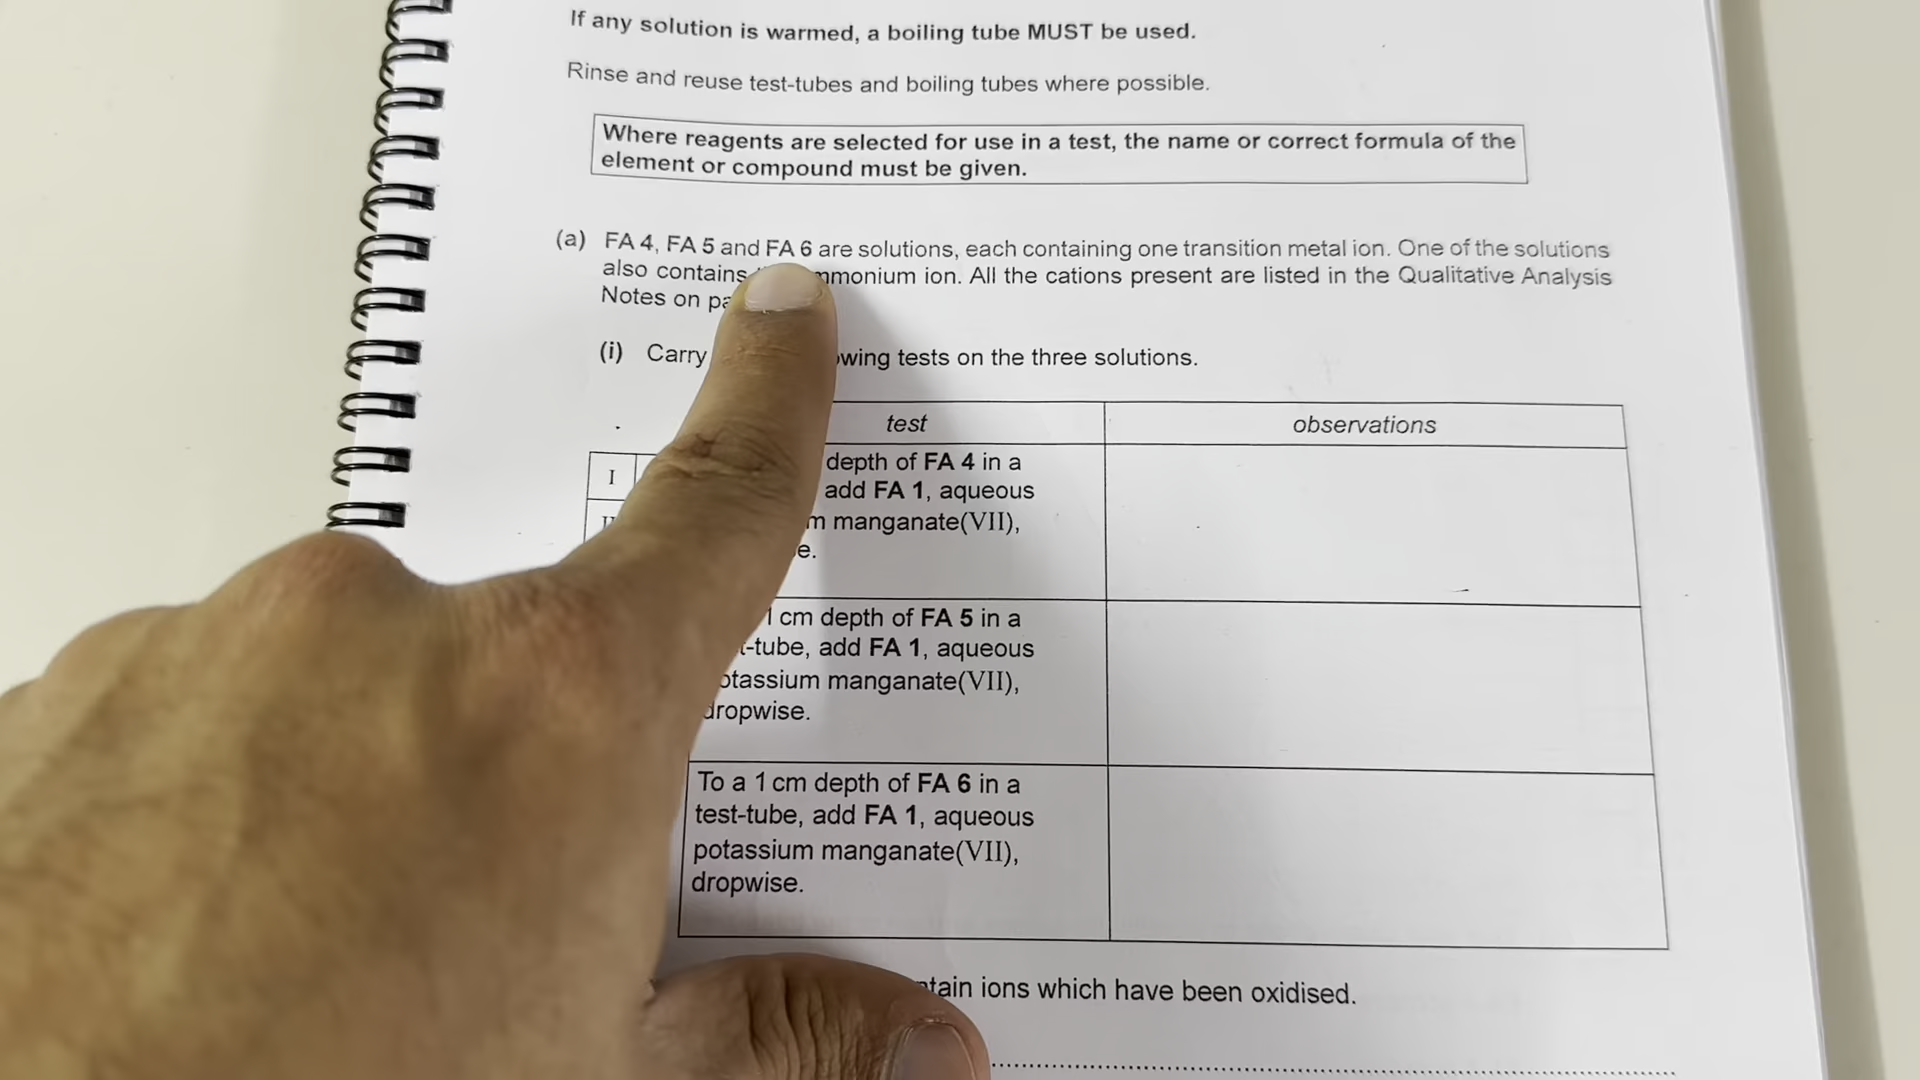 If any solution is warmed, a boiling tube MUST be used.
Rinse and reuse test-tubes and boiling tubes where possible.
Where reagents are selected for use in a test, the name or correct formula of the
element or compound must be given.
(a) FA 4, FA 5 and FA 6 are solutions, each containing one transition metal ion. One of the solutions
also contains mmonium ion. All the cations present are listed in the Qualitative Analysis
Notes on
(i) Carry wing tests on the three solutions.
test observations
I
depth of FA 4 in a
add FA 1, aqueous
m manganate(VII),
e.
1 cm depth of FA 5 in a
-tube, add FA 1, aqueous
otassium manganate(VII),
dropwise.
To a 1 cm depth of FA 6 in a
test-tube, add FA 1, aqueous
potassium manganate(VII),
dropwise.
tain ions which have been oxidised.